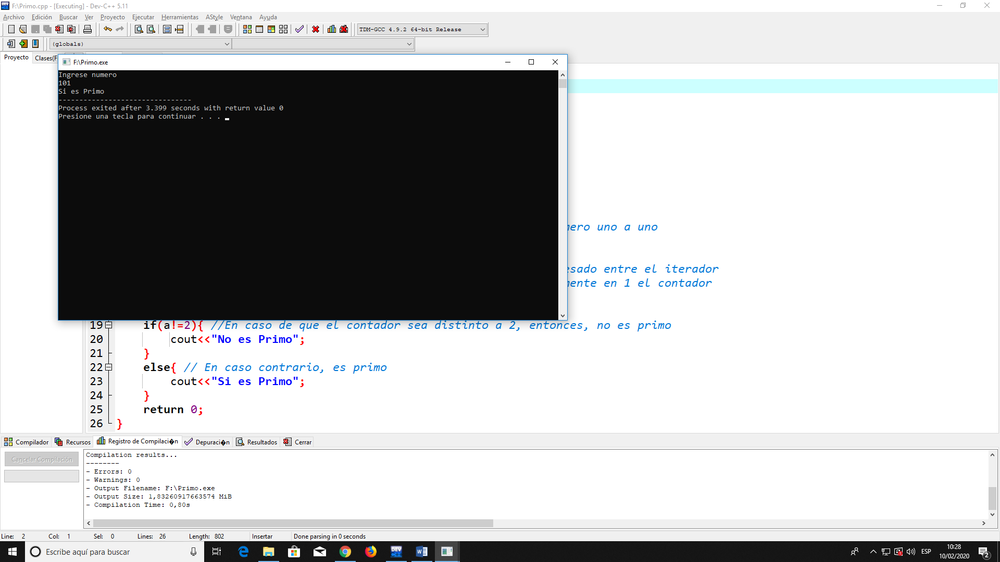 F:\Primo.cpp - [Executing] - Dev-C++ 5.11
Archivo Edición Buscar Ver Proyecto Ejecutar Herramientas AStyle Ventana Ayuda
TDM-GCC 4.9.2 64-bit Release
(globals)
Proyecto Clases(F
F:\Primo.exe
Ingrese numero
101
Si es Primo
--------------------------------
Process exited after 3.399 seconds with return value 0
Presione una tecla para continuar . . .
mero uno a uno
esado entre el iterador
mente en 1 el contador
19 if(a!=2){ //En caso de que el contador sea distinto a 2, entonces, no es primo
20 cout<<"No es Primo";
21 }
22 else{ // En caso contrario, es primo
23 cout<<"Si es Primo";
24 }
25 return 0;
26 }
Compilador Recursos Registro de Compilaci�n Depuraci�n Resultados Cerrar
Cancelar Compilación
Compilation results...
--------
- Errors: 0
- Warnings: 0
- Output Filename: F:\Primo.exe
- Output Size: 1,83260917663574 MiB
- Compilation Time: 0,80s
Line: 2 Col: 1 Sel: 0 Lines: 26 Length: 802 Insertar Done parsing in 0 seconds
Escribe aquí para buscar
ESP
10:28
10/02/2020
2